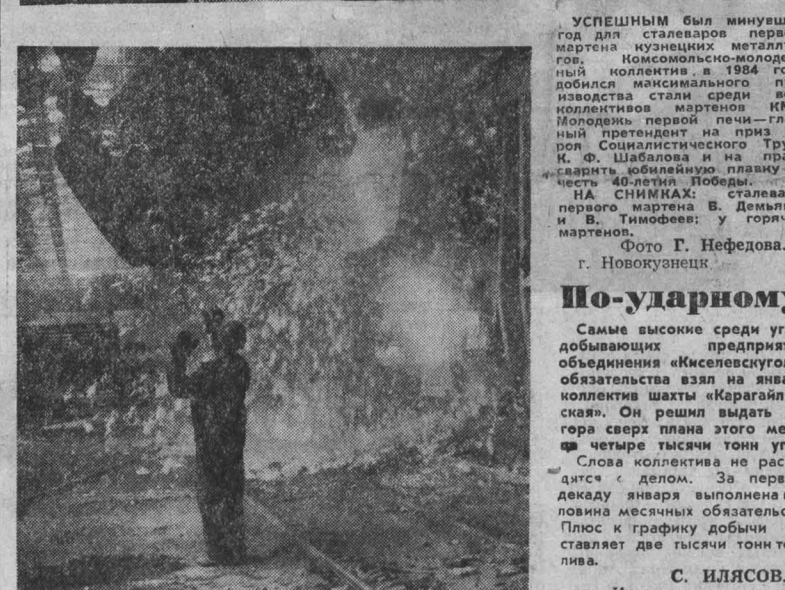 УСПЕШНЫМ был минувш
год для сталеваров перв
мартена кузнецких металлу
гов. Комсомольско-молоде
ный коллектив в 1984 го
добился максимального п
изводства стали среди в
коллективов мартенов КМ
Молодежь первой печи—гл
ный претендент на приз
роя Социалистического Тру
К. Ф. Шабалова и на пра
сварить юбилейную плавку
честь 40-летия Победы.
НА СНИМКАХ: сталева
первого мартена В. Демья
и В. Тимофеев; у горяч
мартенов.
Фото Г. Нефедова.
г. Новокузнецк
По-ударному
Самые высокие среди уг
добывающих предприят
объединения «Киселевскугол
обязательства взял на янва
коллектив шахты «Карагайл
ская». Он решил выдать
гора сверх плана этого ме
четыре тысячи тонн уг
Слова коллектива не рас
дятся с делом. За перв
декаду января выполнена
ловина месячных обязательс
Плюс к графику добычи
ставляет две тысячи тонн то
лива.
С. ИЛЯСОВ.